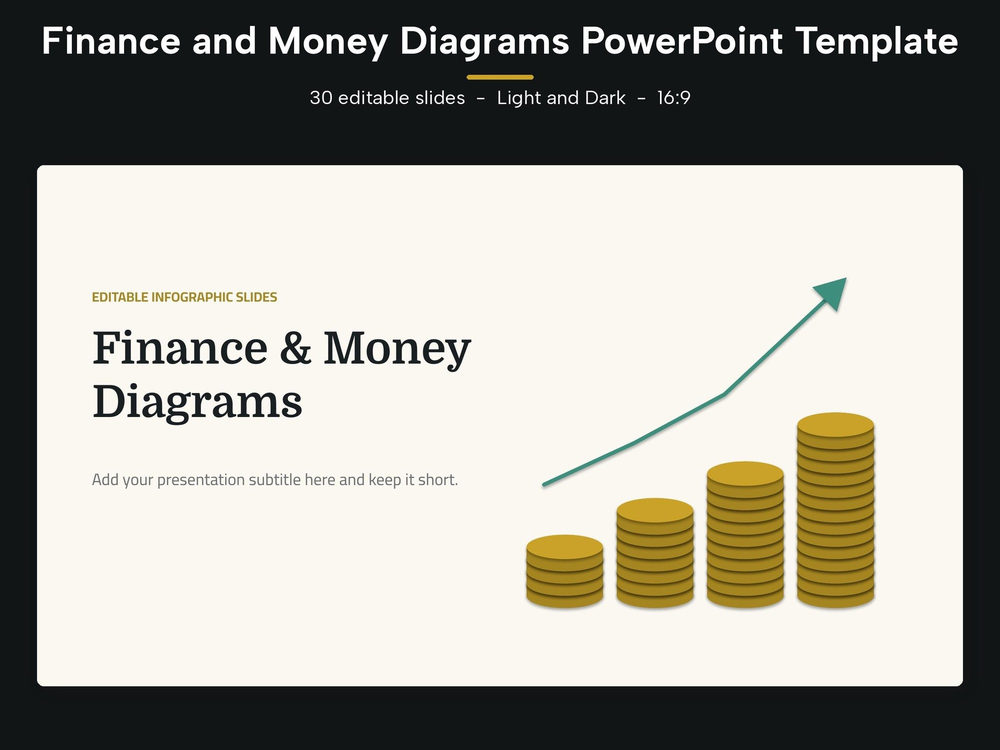 Finance and Money Diagrams PowerPoint Template
30 editable slides - Light and Dark - 16:9
EDITABLE INFOGRAPHIC SLIDES
Finance & Money
Diagrams
Add your presentation subtitle here and keep it short.